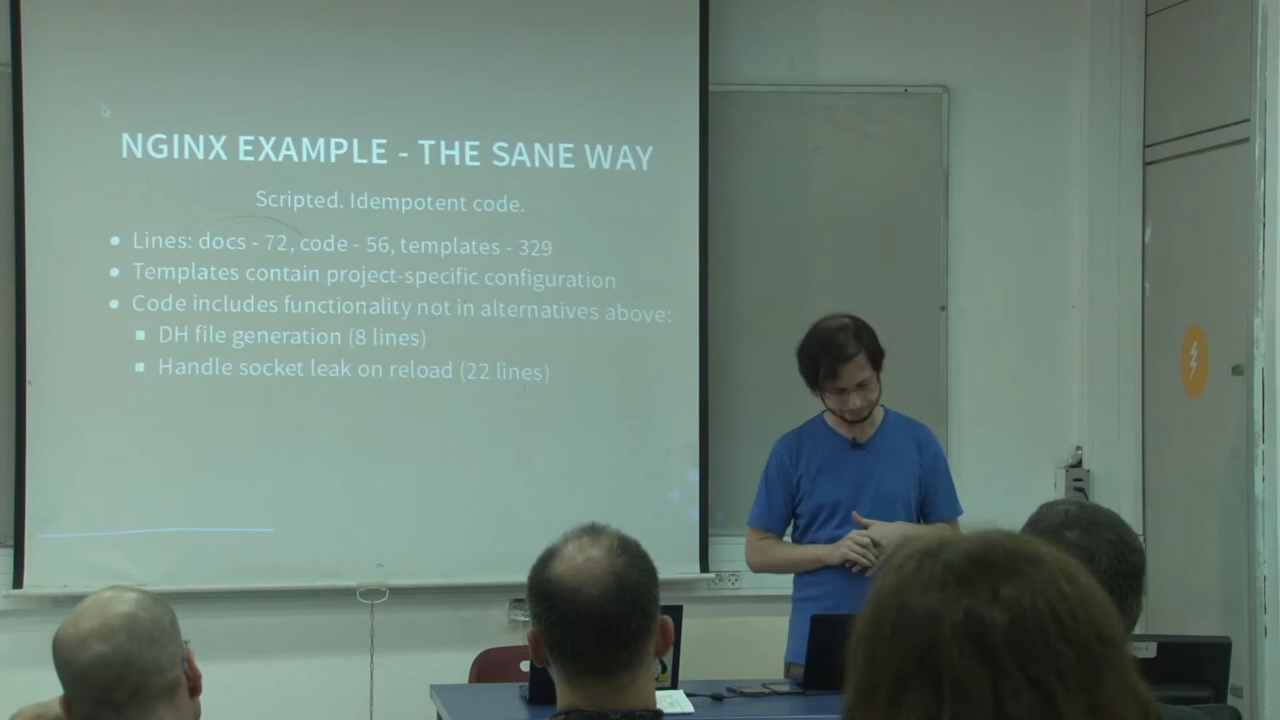 NGINX EXAMPLE - THE SANE WAY
Scripted. Idempotent code.
Lines: docs - 72, code - 56, templates - 329
Templates contain project-specific configuration
Code includes functionality not in alternatives above:
DH file generation (8 lines)
Handle socket leak on reload (22 lines)